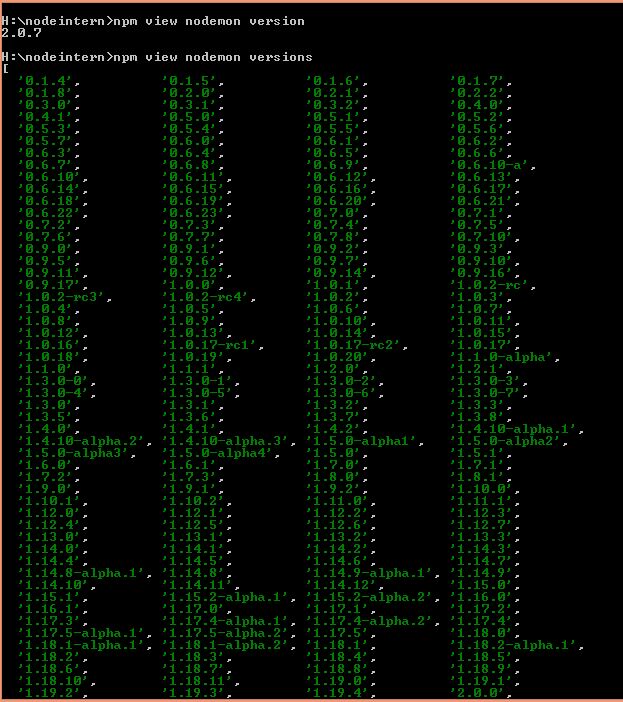 H:\nodeintern>npm view nodemon version
2.0.7
H:\nodeintern>npm view nodemon versions
[
'0.1.4', '0.1.5', '0.1.6', '0.1.7',
'0.1.8', '0.2.0', '0.2.1', '0.2.2',
'0.3.0', '0.3.1', '0.3.2', '0.4.0',
'0.4.1', '0.5.0', '0.5.1', '0.5.2',
'0.5.3', '0.5.4', '0.5.5', '0.5.6',
'0.5.7', '0.6.0', '0.6.1', '0.6.2',
'0.6.3', '0.6.4', '0.6.5', '0.6.6',
'0.6.7', '0.6.8', '0.6.9', '0.6.10-a',
'0.6.10', '0.6.11', '0.6.12', '0.6.13',
'0.6.14', '0.6.15', '0.6.16', '0.6.17',
'0.6.18', '0.6.19', '0.6.20', '0.6.21',
'0.6.22', '0.6.23', '0.7.0', '0.7.1',
'0.7.2', '0.7.3', '0.7.4', '0.7.5',
'0.7.6', '0.7.7', '0.7.8', '0.7.10',
'0.9.0', '0.9.1', '0.9.2', '0.9.3',
'0.9.5', '0.9.6', '0.9.7', '0.9.10',
'0.9.11', '0.9.12', '0.9.14', '0.9.16',
'0.9.17', '1.0.0', '1.0.1', '1.0.2-rc',
'1.0.2-rc3', '1.0.2-rc4', '1.0.2', '1.0.3',
'1.0.4', '1.0.5', '1.0.6', '1.0.7',
'1.0.8', '1.0.9', '1.0.10', '1.0.11',
'1.0.12', '1.0.13', '1.0.14', '1.0.15',
'1.0.16', '1.0.17-rc1', '1.0.17-rc2', '1.0.17',
'1.0.18', '1.0.19', '1.0.20', '1.1.0-alpha',
'1.1.0', '1.1.1', '1.2.0', '1.2.1',
'1.3.0-0', '1.3.0-1', '1.3.0-2', '1.3.0-3',
'1.3.0-4', '1.3.0-5', '1.3.0-6', '1.3.0-7',
'1.3.0', '1.3.1', '1.3.2', '1.3.3',
'1.3.5', '1.3.6', '1.3.7', '1.3.8',
'1.4.0', '1.4.1', '1.4.2', '1.4.10-alpha.1',
'1.4.10-alpha.2', '1.4.10-alpha.3', '1.5.0-alpha1', '1.5.0-alpha2',
'1.5.0-alpha3', '1.5.0-alpha4', '1.5.0', '1.5.1',
'1.6.0', '1.6.1', '1.7.0', '1.7.1',
'1.7.2', '1.7.3', '1.8.0', '1.8.1',
'1.9.0', '1.9.1', '1.9.2', '1.10.0',
'1.10.1', '1.10.2', '1.11.0', '1.11.1',
'1.12.0', '1.12.1', '1.12.2', '1.12.3',
'1.12.4', '1.12.5', '1.12.6', '1.12.7',
'1.13.0', '1.13.1', '1.13.2', '1.13.3',
'1.14.0', '1.14.1', '1.14.2', '1.14.3',
'1.14.4', '1.14.5', '1.14.6', '1.14.7',
'1.14.8-alpha.1', '1.14.8', '1.14.9-alpha.1', '1.14.9',
'1.14.10', '1.14.11', '1.14.12', '1.15.0',
'1.15.1', '1.15.2-alpha.1', '1.15.2-alpha.2', '1.16.0',
'1.16.1', '1.17.0', '1.17.1', '1.17.2',
'1.17.3', '1.17.4-alpha.1', '1.17.4-alpha.2', '1.17.4',
'1.17.5-alpha.1', '1.17.5-alpha.2', '1.17.5', '1.18.0',
'1.18.1-alpha.1', '1.18.1-alpha.2', '1.18.1', '1.18.2-alpha.1',
'1.18.2', '1.18.3', '1.18.4', '1.18.5',
'1.18.6', '1.18.7', '1.18.8', '1.18.9',
'1.18.10', '1.18.11', '1.19.0', '1.19.1',
'1.19.2', '1.19.3', '1.19.4', '2.0.0',